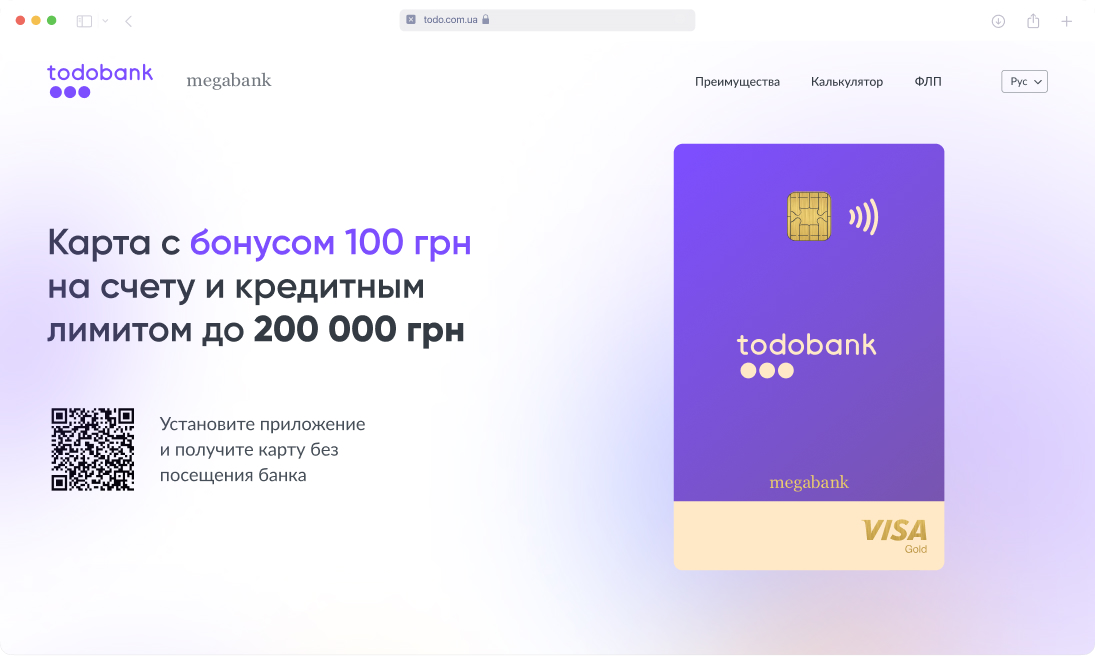 todo.com.ua
todobank
megabank
Преимущества
Калькулятор
ФЛП
Рус
Карта с бонусом 100 грн
на счету и кредитным
лимитом до 200 000 грн
Установите приложение
и получите карту без
посещения банка
todobank
megabank
VISA
Gold